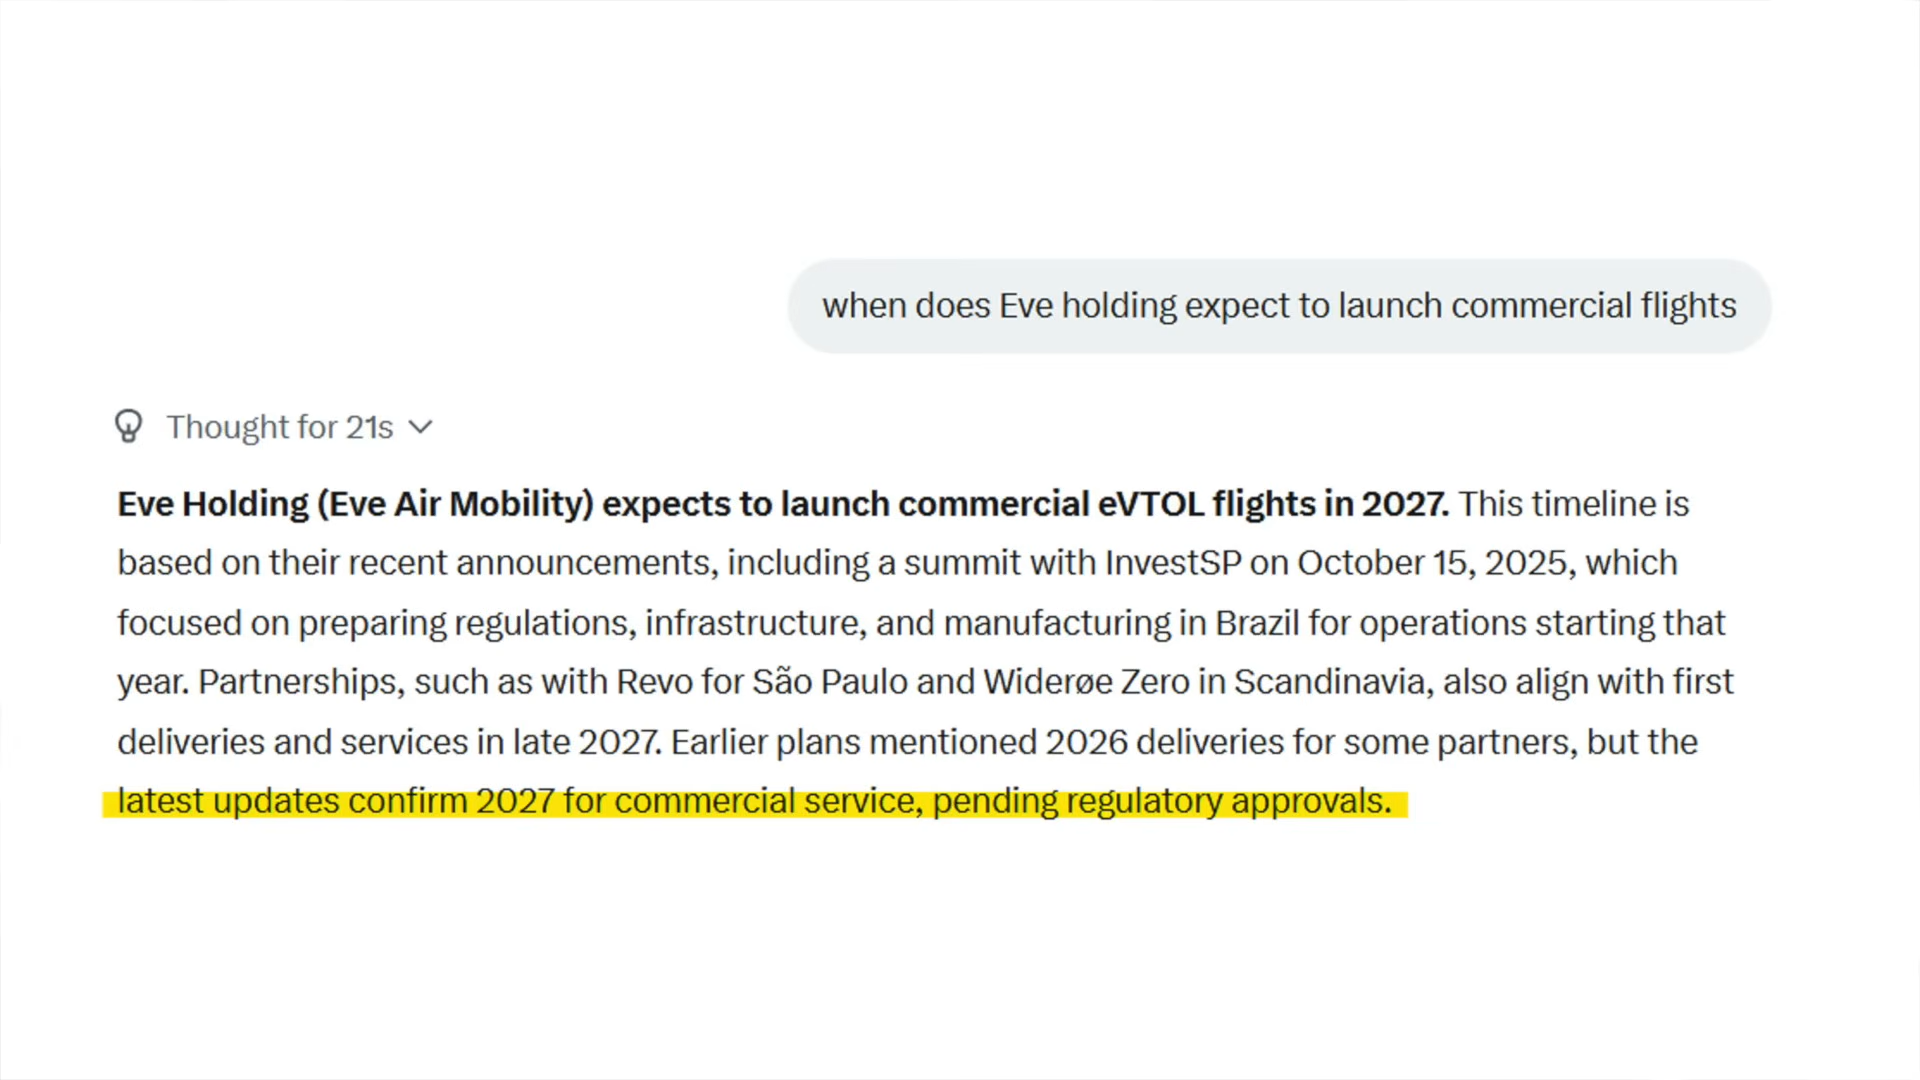 when does Eve holding expect to launch commercial flights
Thought for 21s
Eve Holding (Eve Air Mobility) expects to launch commercial eVTOL flights in 2027. This timeline is
based on their recent announcements, including a summit with InvestSP on October 15, 2025, which
focused on preparing regulations, infrastructure, and manufacturing in Brazil for operations starting that
year. Partnerships, such as with Revo for São Paulo and Widerøe Zero in Scandinavia, also align with first
deliveries and services in late 2027. Earlier plans mentioned 2026 deliveries for some partners, but the
latest updates confirm 2027 for commercial service, pending regulatory approvals.